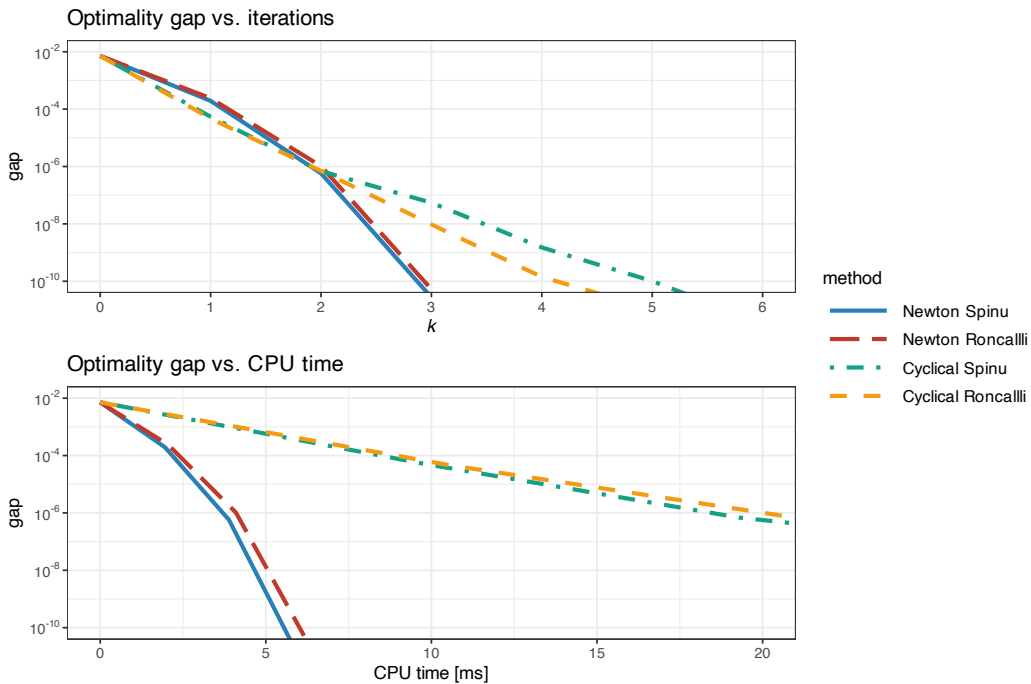 Optimality gap vs. iterations
gap
10⁻²
10⁻⁴
10⁻⁶
10⁻⁸
10⁻¹⁰
0 1 2 3 4 5 6
k
method
Newton Spinu
Newton Roncallli
Cyclical Spinu
Cyclical Roncallli
Optimality gap vs. CPU time
gap
10⁻²
10⁻⁴
10⁻⁶
10⁻⁸
10⁻¹⁰
0 5 10 15 20
CPU time [ms]